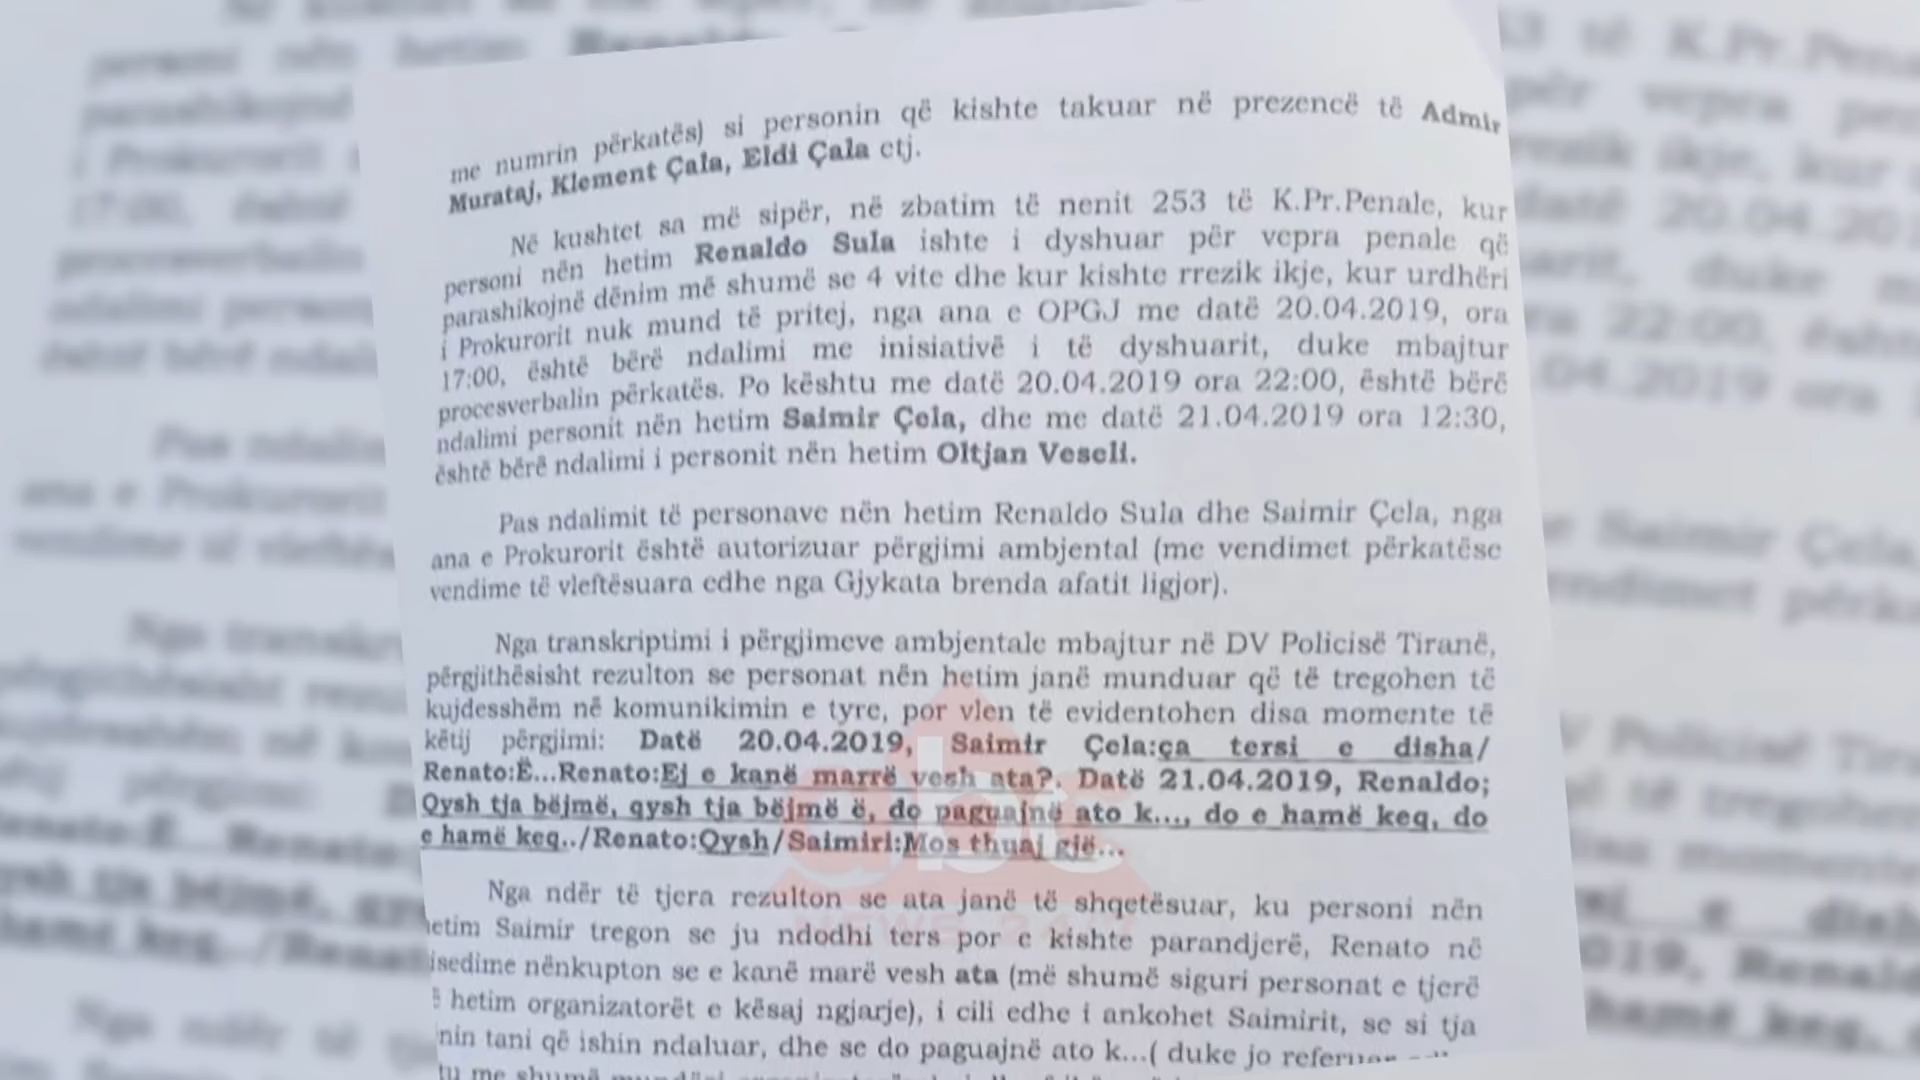 me numrin përkatës) si personin që kishte takuar në prezencë të Admir
Murataj, Klement Çala, Eldi Çala etj.
Në kushtet sa më sipër, në zbatim të nenit 253 të K.Pr.Penale, kur
personi nën hetim Renaldo Sula ishte i dyshuar për vepra penale që
parashikojnë dënim më shumë se 4 vite dhe kur kishte rrezik ikje, kur urdhëri
i Prokurorit nuk mund të pritej, nga ana e OPGJ me datë 20.04.2019, ora
17:00, është bërë ndalimi me inisiativë i të dyshuarit, duke mbajtur
procesverbalin përkatës. Po kështu me datë 20.04.2019 ora 22:00, është bërë
ndalimi personit nën hetim Saimir Çela, dhe me datë 21.04.2019 ora 12:30,
është bërë ndalimi i personit nën hetim Oltjan Veseli.
Pas ndalimit të personave nën hetim Renaldo Sula dhe Saimir Çela, nga
ana e Prokurorit është autorizuar përgjimi ambjental (me vendimet përkatëse
vendime të vleftësuara edhe nga Gjykata brenda afatit ligjor).
Nga transkriptimi i përgjimeve ambjentale mbajtur në DV Policisë Tiranë,
përgjithësisht rezulton se personat nën hetim janë munduar që të tregohen të
kujdesshëm në komunikimin e tyre, por vlen të evidentohen disa momente të
këtij përgjimi: Datë 20.04.2019, Saimir Çela:ça tersi e disha/
Renato:Ë...Renato:Ej e kanë marrë vesh ata?. Datë 21.04.2019, Renaldo;
Qysh tja bëjmë, qysh tja bëjmë ë, do paguajnë ato k..., do e hamë keq, do
e hamë keq../Renato:Qysh/Saimiri:Mos thuaj gjë...
Nga ndër të tjera rezulton se ata janë të shqetësuar, ku personi nën
hetim Saimir tregon se ju ndodhi ters por e kishte parandjerë, Renato në
isedime nënkupton se e kanë marë vesh ata (më shumë siguri personat e tjerë
ë hetim organizatorët e kësaj ngjarje), i cili edhe i ankohet Saimirit, se si tja
nin tani që ishin ndaluar, dhe se do paguajnë ato k...( duke jo referuar
tu me shumë
abc
NEWS 24/7